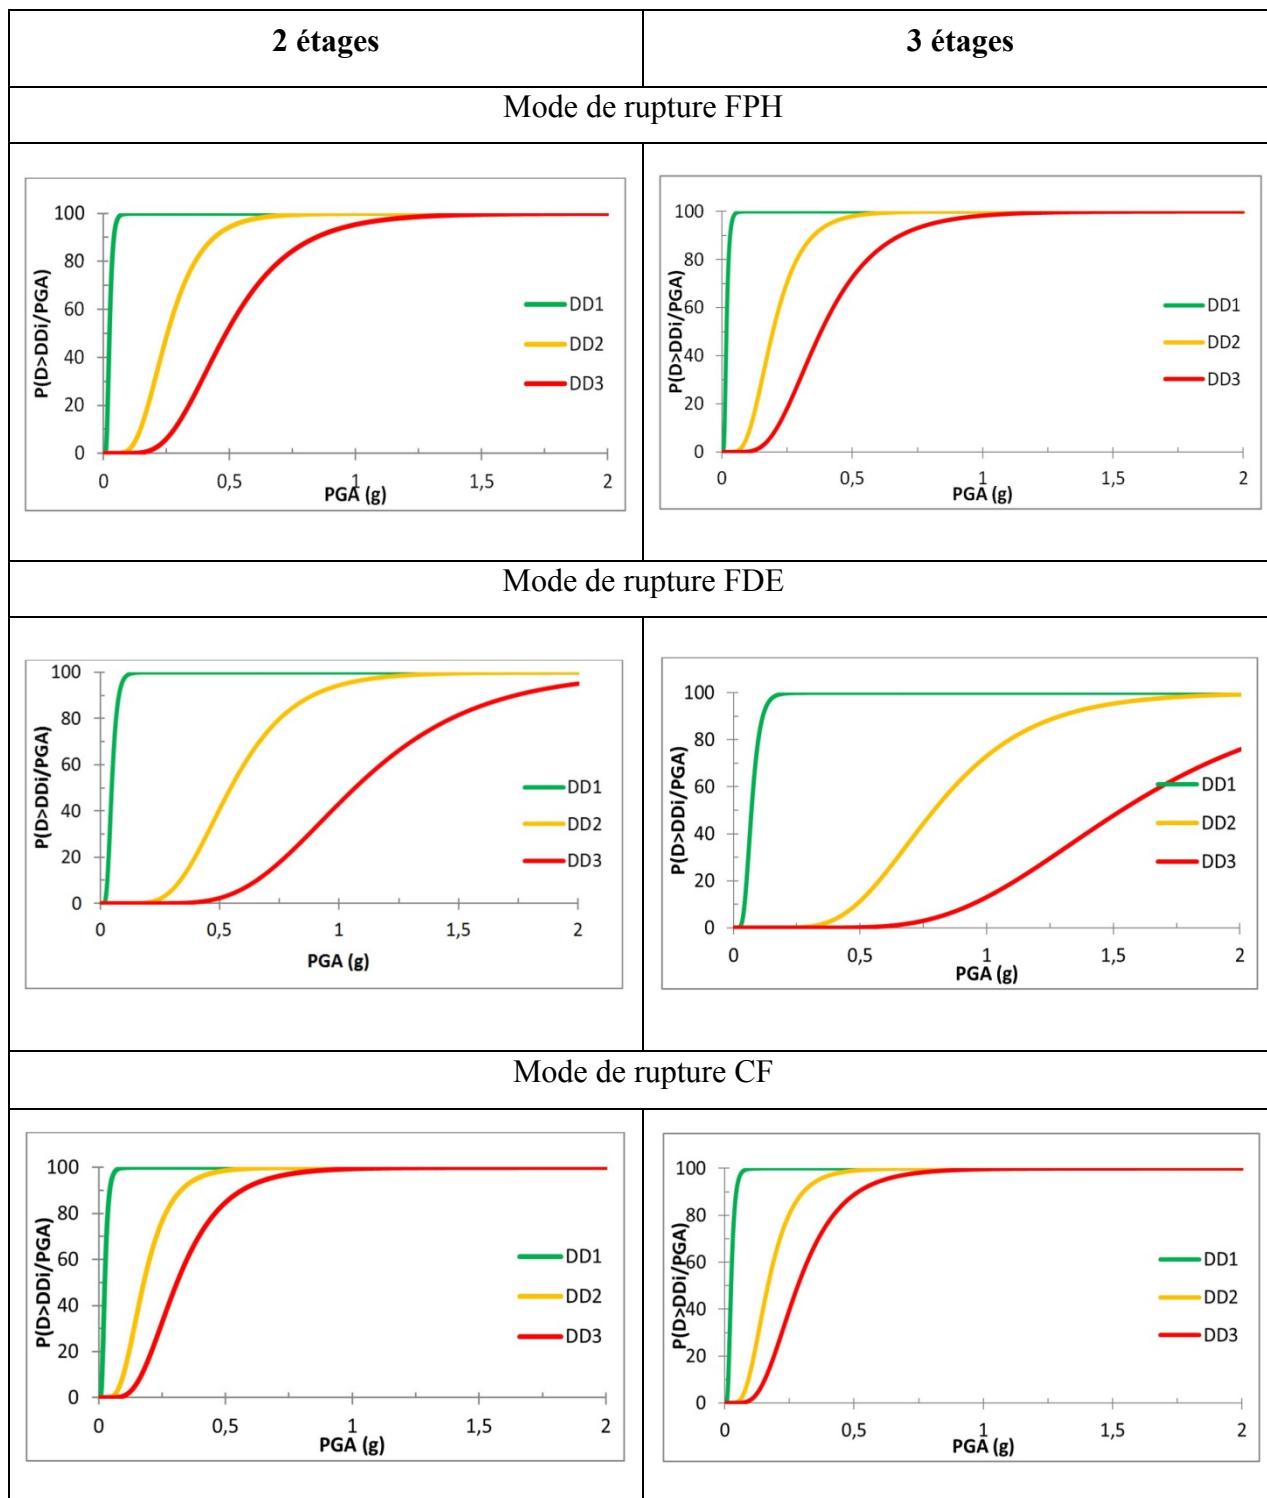 2 étages 3 étages
Mode de rupture FPH
P(D>DDi/PGA)
100
80
60
40
20
0
0 0,5 1 1,5 2
PGA (g)
DD1
DD2
DD3
P(D>DDi/PGA)
100
80
60
40
20
0
0 0,5 1 1,5 2
PGA (g)
DD1
DD2
DD3
Mode de rupture FDE
P(D>DDi/PGA)
100
80
60
40
20
0
0 0,5 1 1,5 2
PGA (g)
DD1
DD2
DD3
P(D>DDi/PGA)
100
80
60
40
20
0
0 0,5 1 1,5 2
PGA (g)
DD1
DD2
DD3
Mode de rupture CF
P(D>DDi/PGA)
100
80
60
40
20
0
0 0,5 1 1,5 2
PGA (g)
DD1
DD2
DD3
P(D>DDi/PGA)
100
80
60
40
20
0
0 0,5 1 1,5 2
PGA (g)
DD1
DD2
DD3